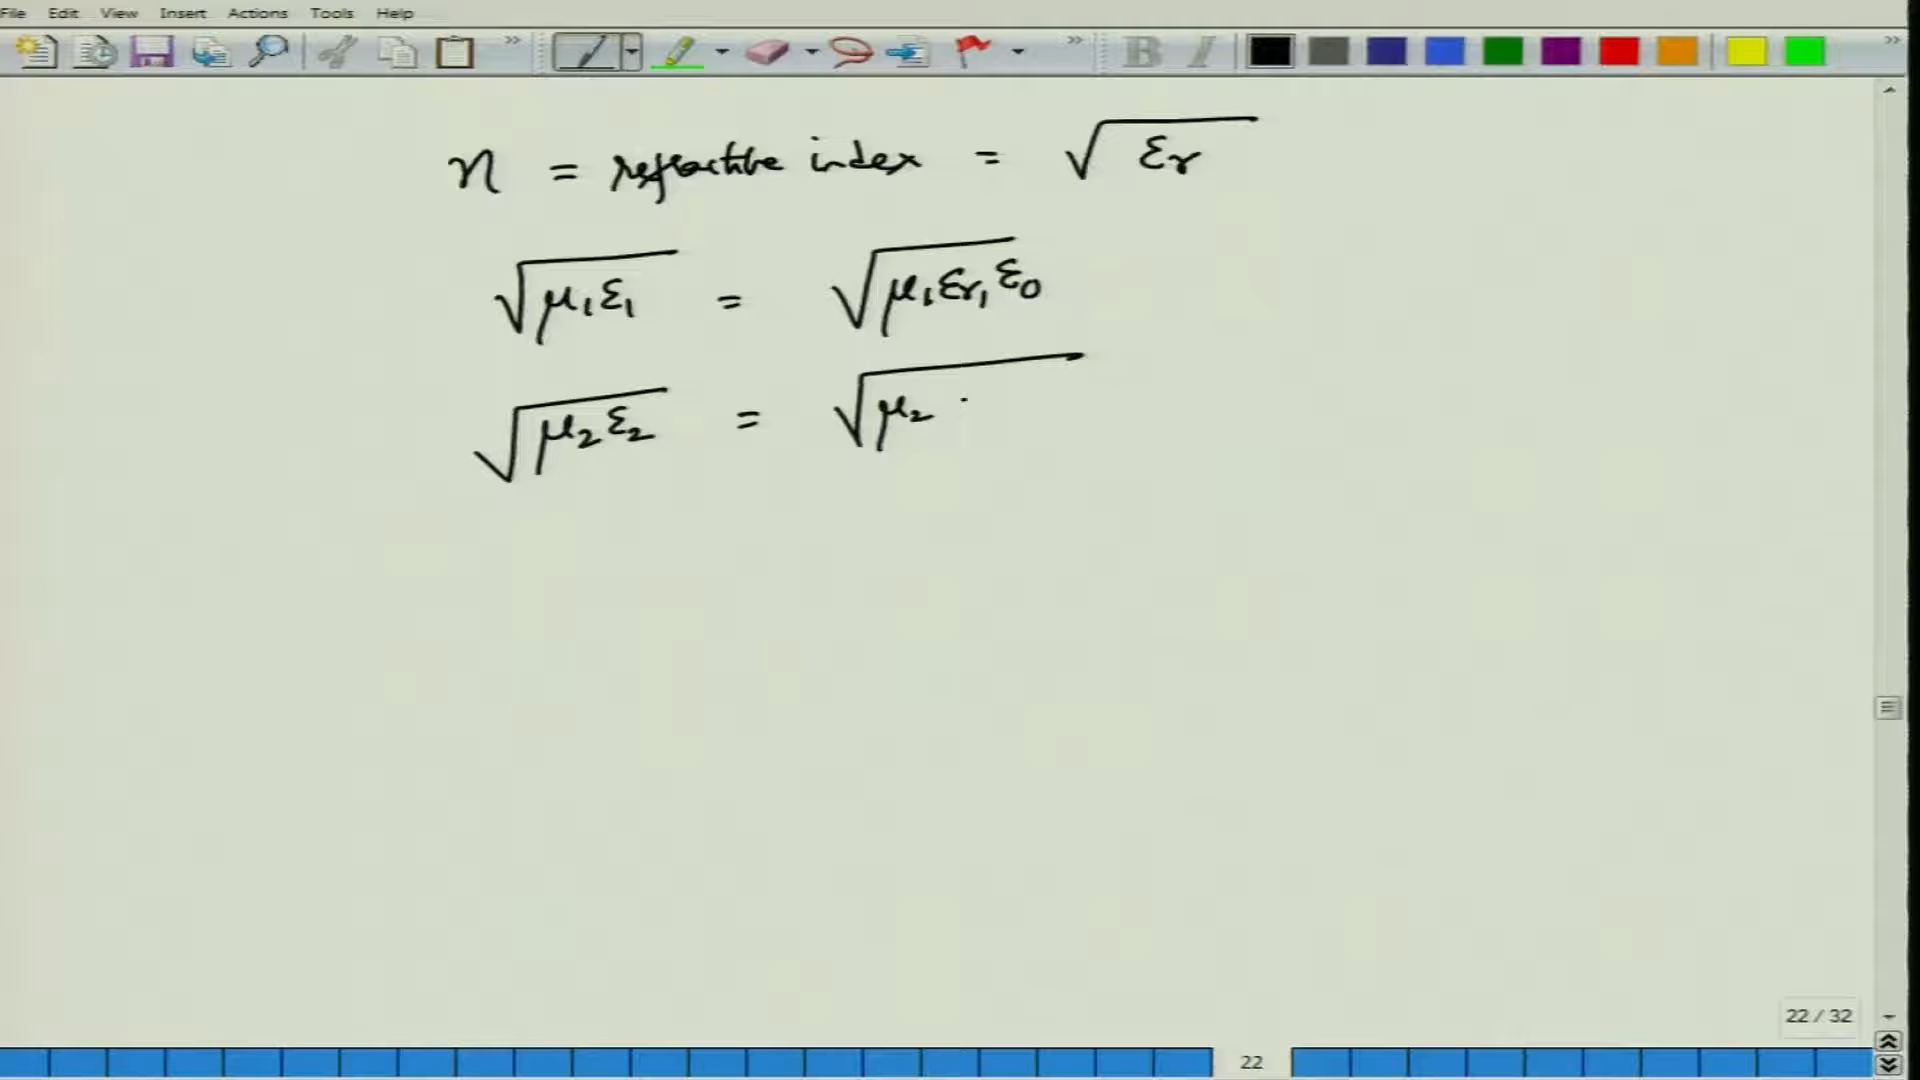 File Edit View Insert Actions Tools Help
B I
n = refractive index = √εr
√μ1ε1 = √μ1εr1ε0
√μ2ε2 = √μ2
22 / 32
22